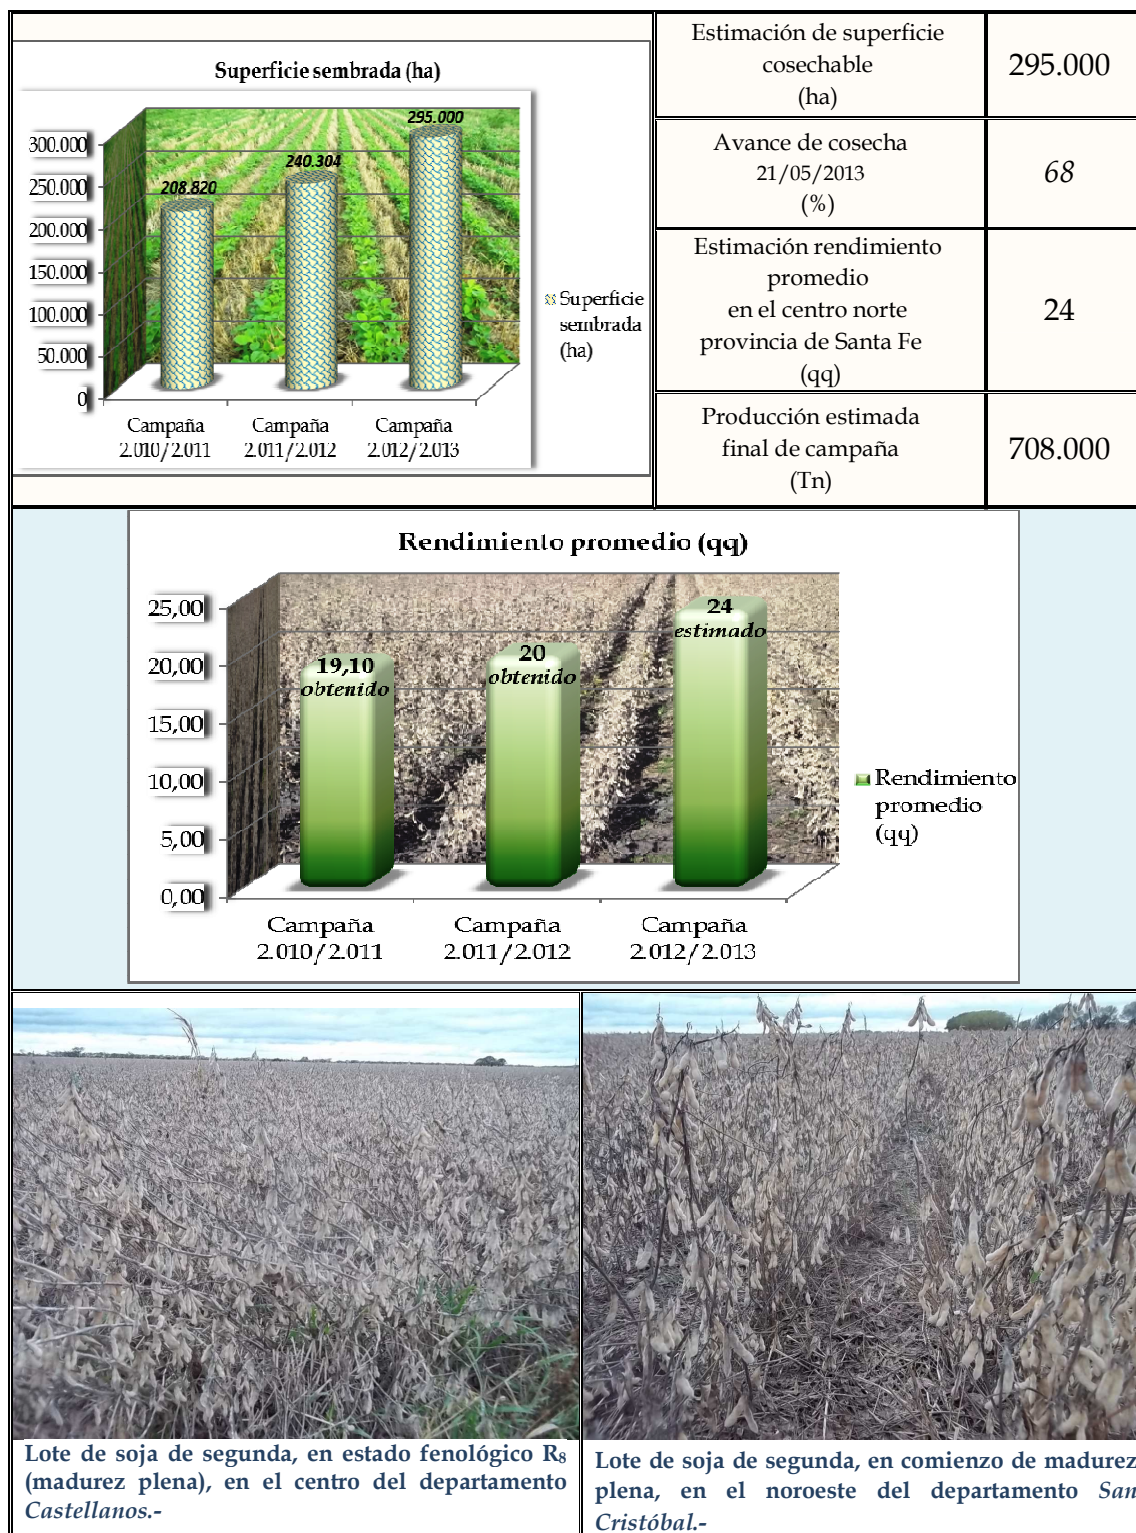 Superficie sembrada (ha)
300.000
250.000
200.000
150.000
100.000
50.000
0
208.820
240.304
295.000
Campaña
2.010/2.011
Campaña
2.011/2.012
Campaña
2.012/2.013
Superficie
sembrada
(ha)
Estimación de superficie
cosechable
(ha)
295.000
Avance de cosecha
21/05/2013
(%)
68
Estimación rendimiento
promedio
en el centro norte
provincia de Santa Fe
(qq)
24
Producción estimada
final de campaña
(Tn)
708.000
Rendimiento promedio (qq)
25,00
20,00
15,00
10,00
5,00
0,00
19,10
obtenido
20
obtenido
24
estimado
Campaña
2.010/2.011
Campaña
2.011/2.012
Campaña
2.012/2.013
Rendimiento
promedio
(qq)
Lote de soja de segunda, en estado fenológico R8
(madurez plena), en el centro del departamento
Castellanos.-
Lote de soja de segunda, en comienzo de madurez
plena, en el noroeste del departamento San
Cristóbal.-